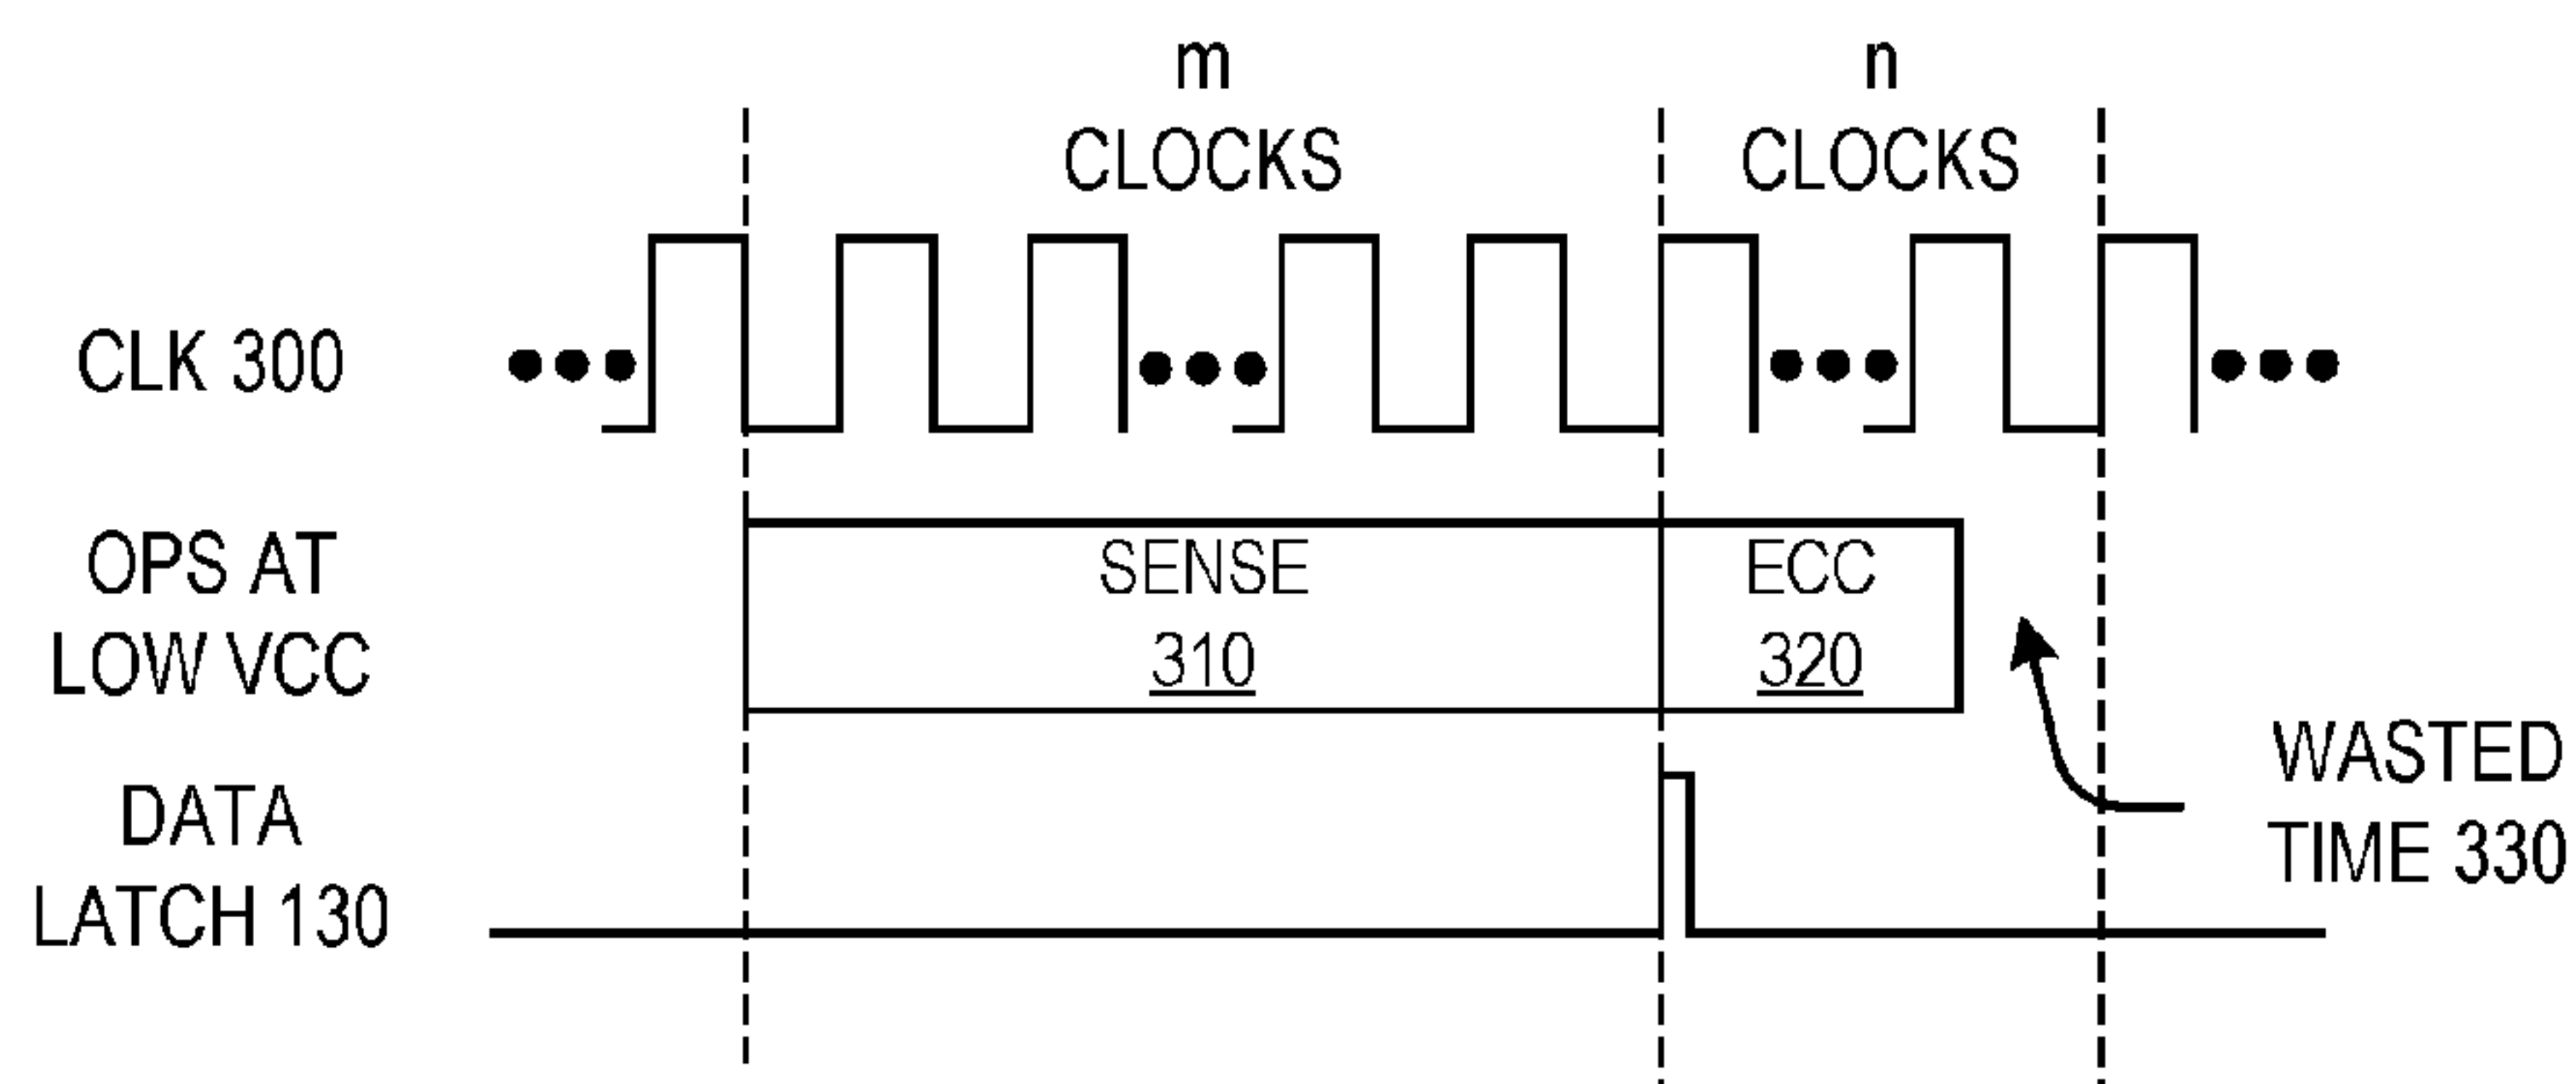 m
CLOCKS
n
CLOCKS
CLK 300
OPS AT
LOW VCC
SENSE
310
ECC
320
DATA
LATCH 130
WASTED
TIME 330